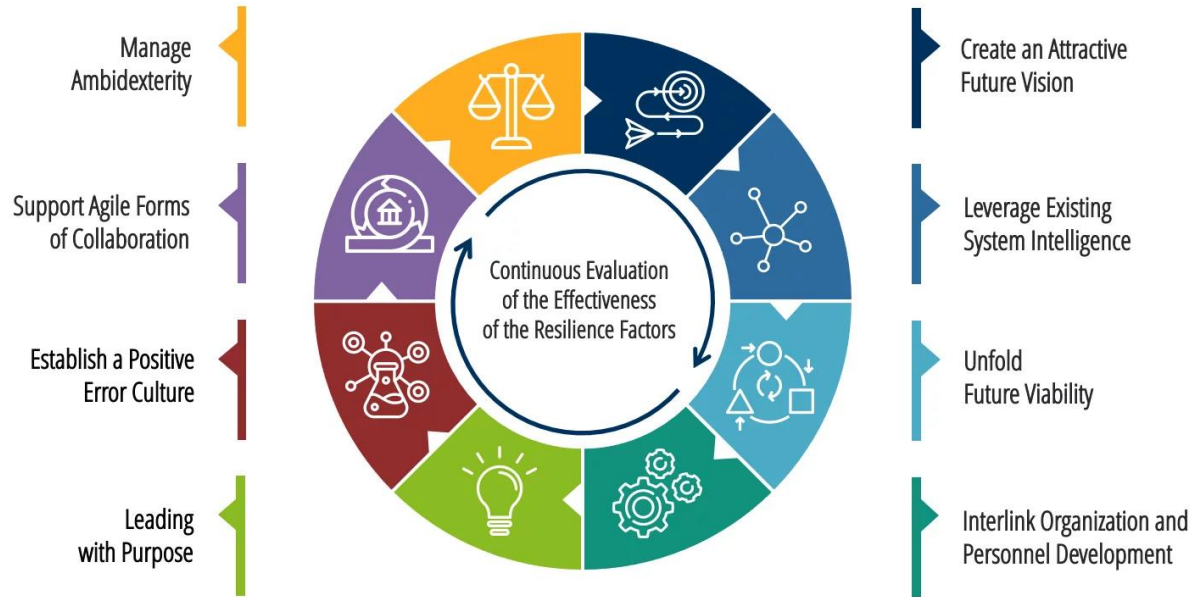 Manage
Ambidexterity
Support Agile Forms
of Collaboration
Establish a Positive
Error Culture
Leading
with Purpose
Continuous Evaluation
of the Effectiveness
of the Resilience Factors
Create an Attractive
Future Vision
Leverage Existing
System Intelligence
Unfold
Future Viability
Interlink Organization and
Personnel Development